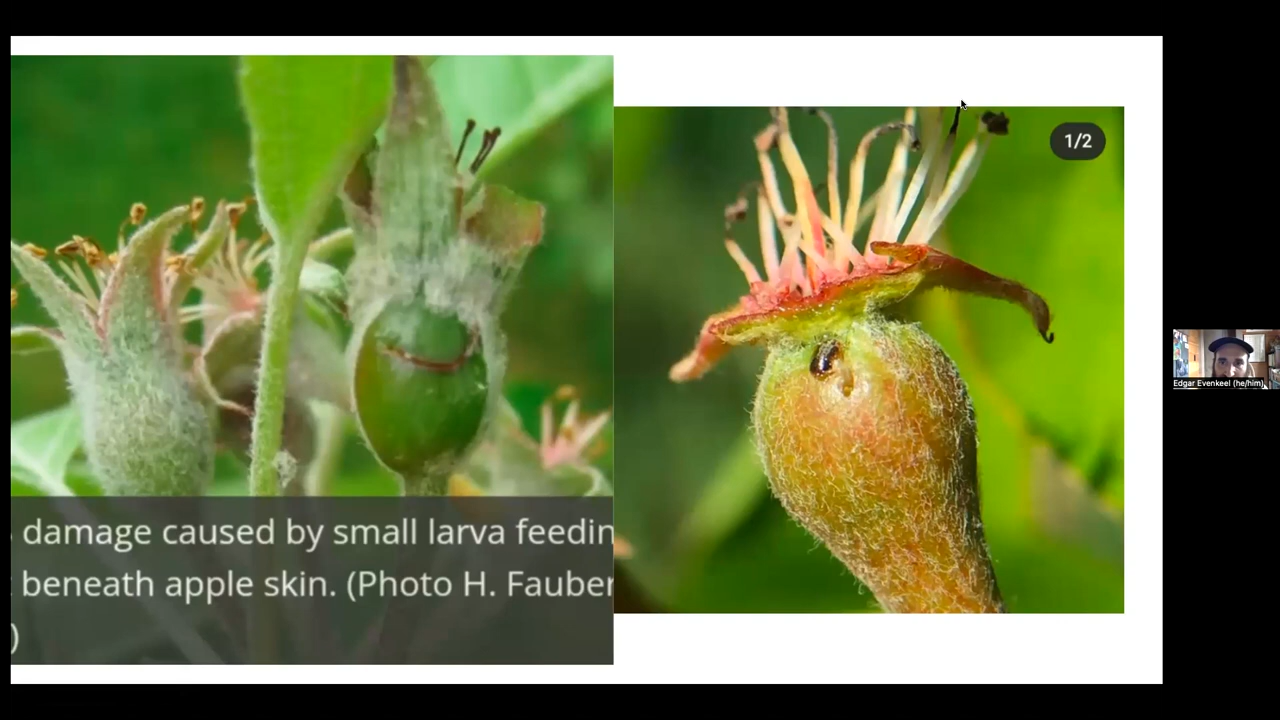 damage caused by small larva feedin
beneath apple skin. (Photo H. Fauber
)
1/2
Edgar Evenkeel (he/him)